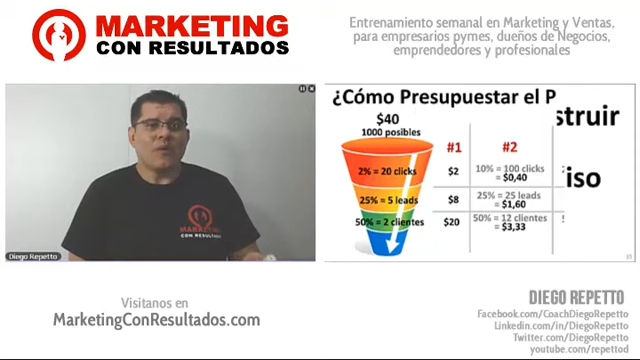 MARKETING
CON RESULTADOS
Entrenamiento semanal en Marketing y Ventas,
para empresarios pymes, dueños de Negocios,
emprendedores y profesionales
¿Cómo Presupuestar el P
struir
iso
$40
1000 posibles
#1
#2
2% = 20 clicks
$2
10% = 100 clicks
= $0,40
25% = 5 leads
$8
25% = 25 leads
= $1,60
50% = 2 clientes
$20
50% = 12 clientes
= $3,33
MARKETING
CON RESULTADOS
Diego Repetto
Visitanos en
MarketingConResultados.com
DIEGO REPETTO
Facebook.com/CoachDiegoRepetto
Linkedin.com/in/DiegoRepetto
Twitter.com/DiegoRepetto
youtube.com/repettod